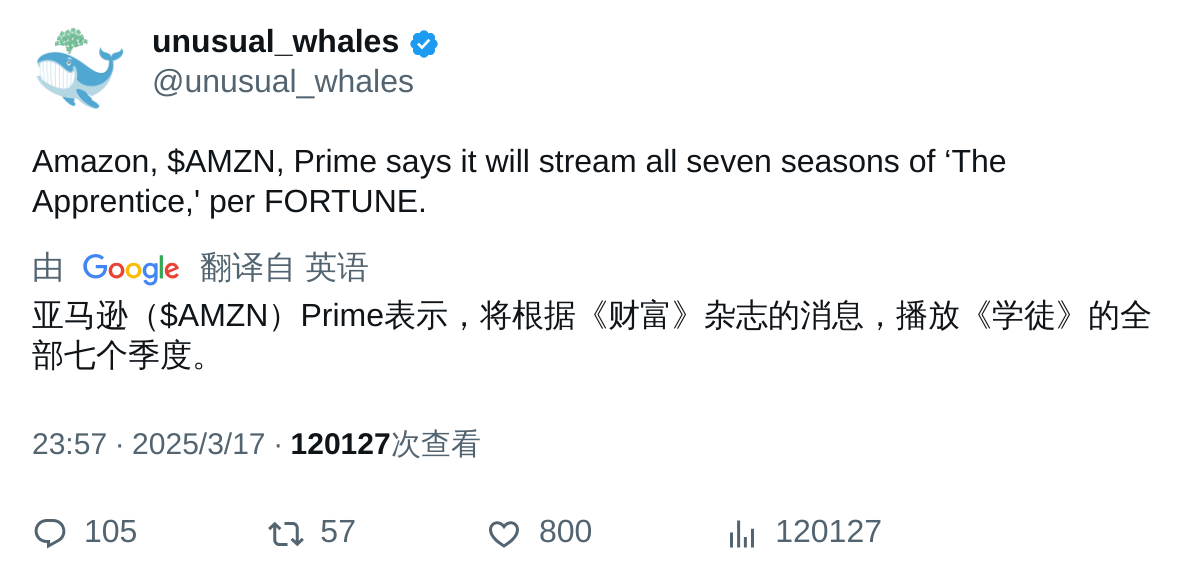 unusual_whales
@unusual_whales
Amazon, $AMZN, Prime says it will stream all seven seasons of ‘The
Apprentice,' per FORTUNE.
由 Google 翻译自 英语
亚马逊（$AMZN）Prime表示，将根据《财富》杂志的消息，播放《学徒》的全
部七个季度。
23:57 · 2025/3/17 · 120127次查看
105 57 800 120127